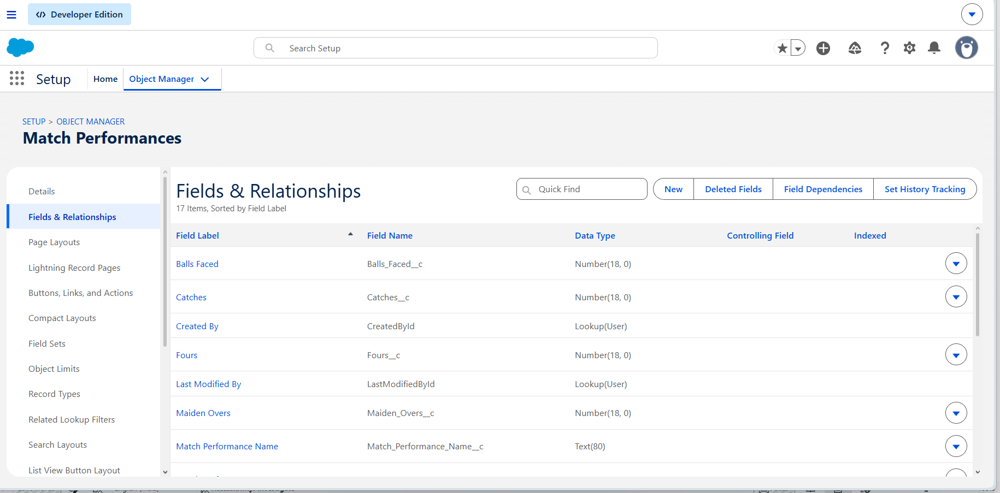 Developer Edition
Search Setup
Setup
Home
Object Manager
SETUP > OBJECT MANAGER
Match Performances
Details
Fields & Relationships
Page Layouts
Lightning Record Pages
Buttons, Links, and Actions
Compact Layouts
Field Sets
Object Limits
Record Types
Related Lookup Filters
Search Layouts
List View Button Layout
Fields & Relationships
17 Items, Sorted by Field Label
Quick Find
New
Deleted Fields
Field Dependencies
Set History Tracking
Field Label Field Name Data Type Controlling Field Indexed
Balls Faced Balls_Faced__c Number(18, 0)
Catches Catches__c Number(18, 0)
Created By CreatedById Lookup(User)
Fours Fours__c Number(18, 0)
Last Modified By LastModifiedById Lookup(User)
Maiden Overs Maiden_Overs__c Number(18, 0)
Match Performance Name Match_Performance_Name__c Text(80)